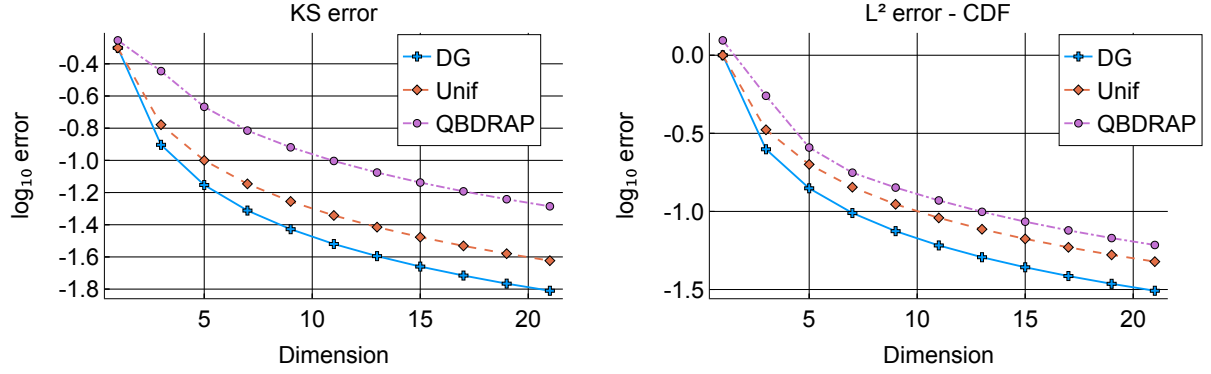 KS error
log₁₀ error
-0.4
-0.6
-0.8
-1.0
-1.2
-1.4
-1.6
-1.8
DG
Unif
QBDRAP
5
10
15
20
Dimension
L² error - CDF
log₁₀ error
0.0
-0.5
-1.0
-1.5
DG
Unif
QBDRAP
5
10
15
20
Dimension